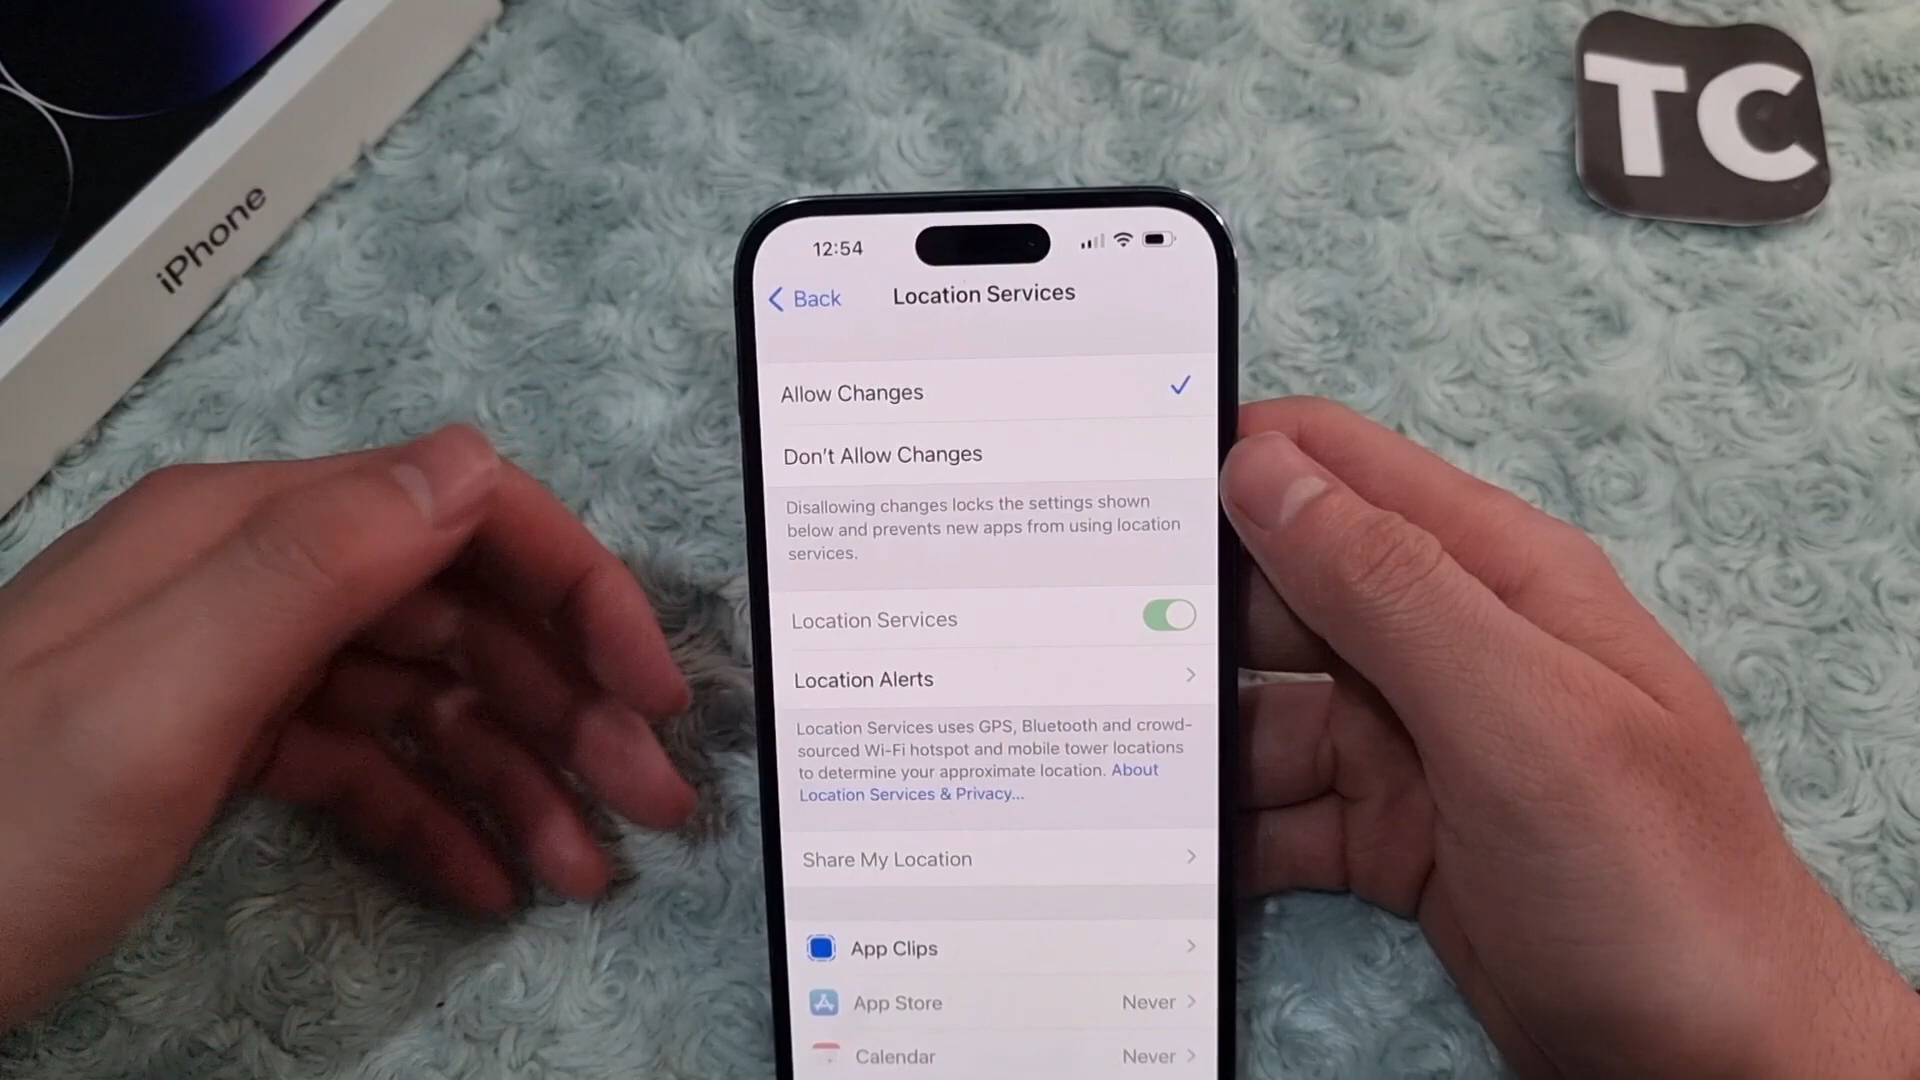 iPhone
TC
12:54
Back
Location Services
Allow Changes
Don't Allow Changes
Disallowing changes locks the settings shown
below and prevents new apps from using location
services.
Location Services
Location Alerts
Location Services uses GPS, Bluetooth and crowd-
sourced Wi-Fi hotspot and mobile tower locations
to determine your approximate location. About
Location Services & Privacy...
Share My Location
App Clips
App Store Never
Calendar Never